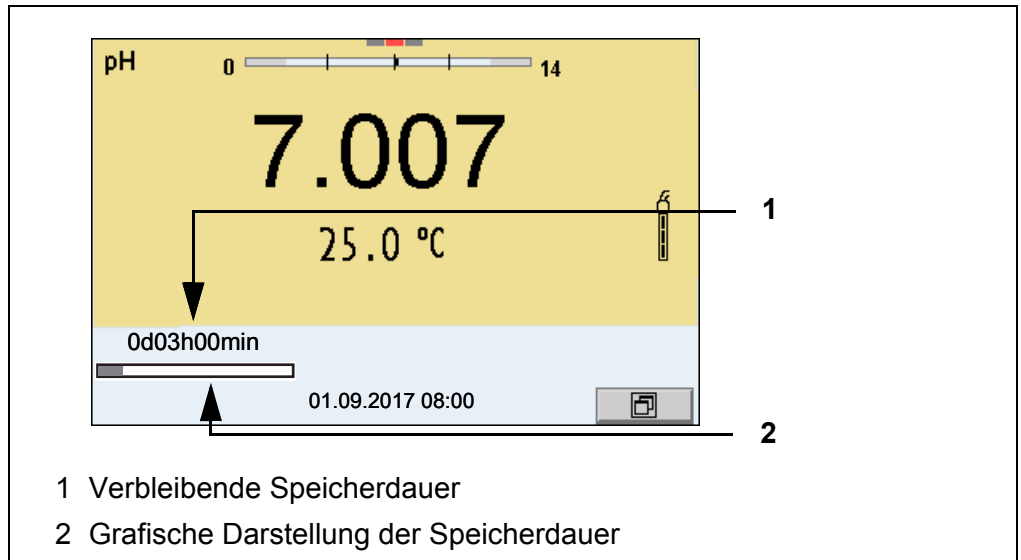 pH
0 14
7.007
1
25.0 °C
0d03h00min
01.09.2017 08:00
2
1 Verbleibende Speicherdauer
2 Grafische Darstellung der Speicherdauer